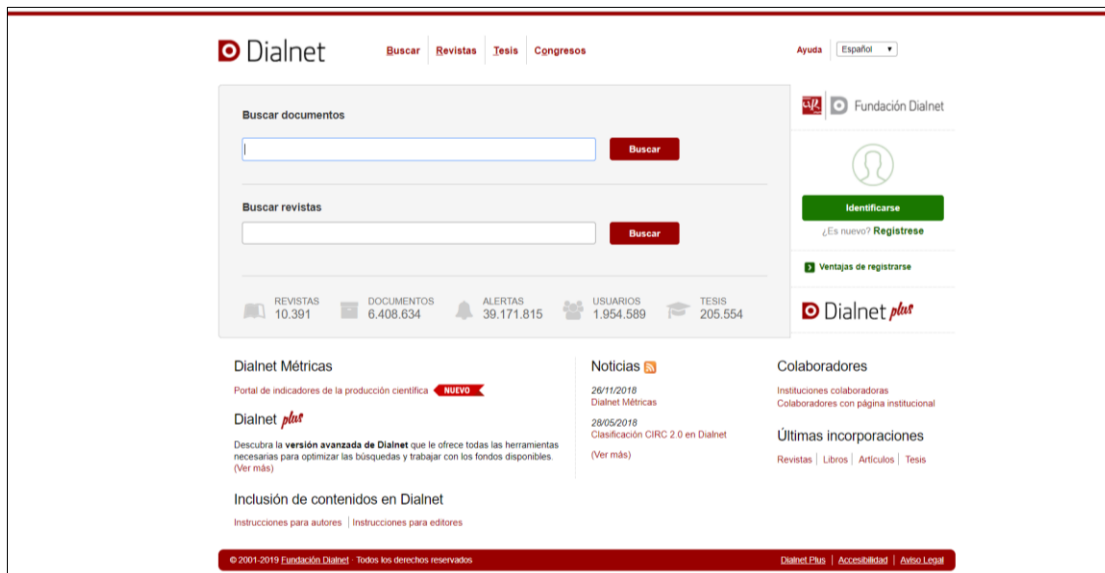 Dialnet
Buscar Revistas Tesis Congresos
Ayuda Español
Buscar documentos
Buscar
Buscar revistas
Buscar
REVISTAS
10.391
DOCUMENTOS
6.408.634
ALERTAS
39.171.815
USUARIOS
1.954.589
TESIS
205.554
Fundación Dialnet
Identificarse
¿Es nuevo? Regístrese
Ventajas de registrarse
Dialnet plus
Dialnet Métricas
Portal de indicadores de la producción científica NUEVO
Dialnet plus
Descubra la versión avanzada de Dialnet que le ofrece todas las herramientas
necesarias para optimizar las búsquedas y trabajar con los fondos disponibles.
(Ver más)
Inclusión de contenidos en Dialnet
Instrucciones para autores Instrucciones para editores
Noticias
26/11/2018
Dialnet Métricas
28/05/2018
Clasificación CIRC 2.0 en Dialnet
(Ver más)
Colaboradores
Instituciones colaboradoras
Colaboradores con página institucional
Últimas incorporaciones
Revistas Libros Artículos Tesis
© 2001-2019 Fundación Dialnet · Todos los derechos reservados
Dialnet Plus Accesibilidad Aviso Legal